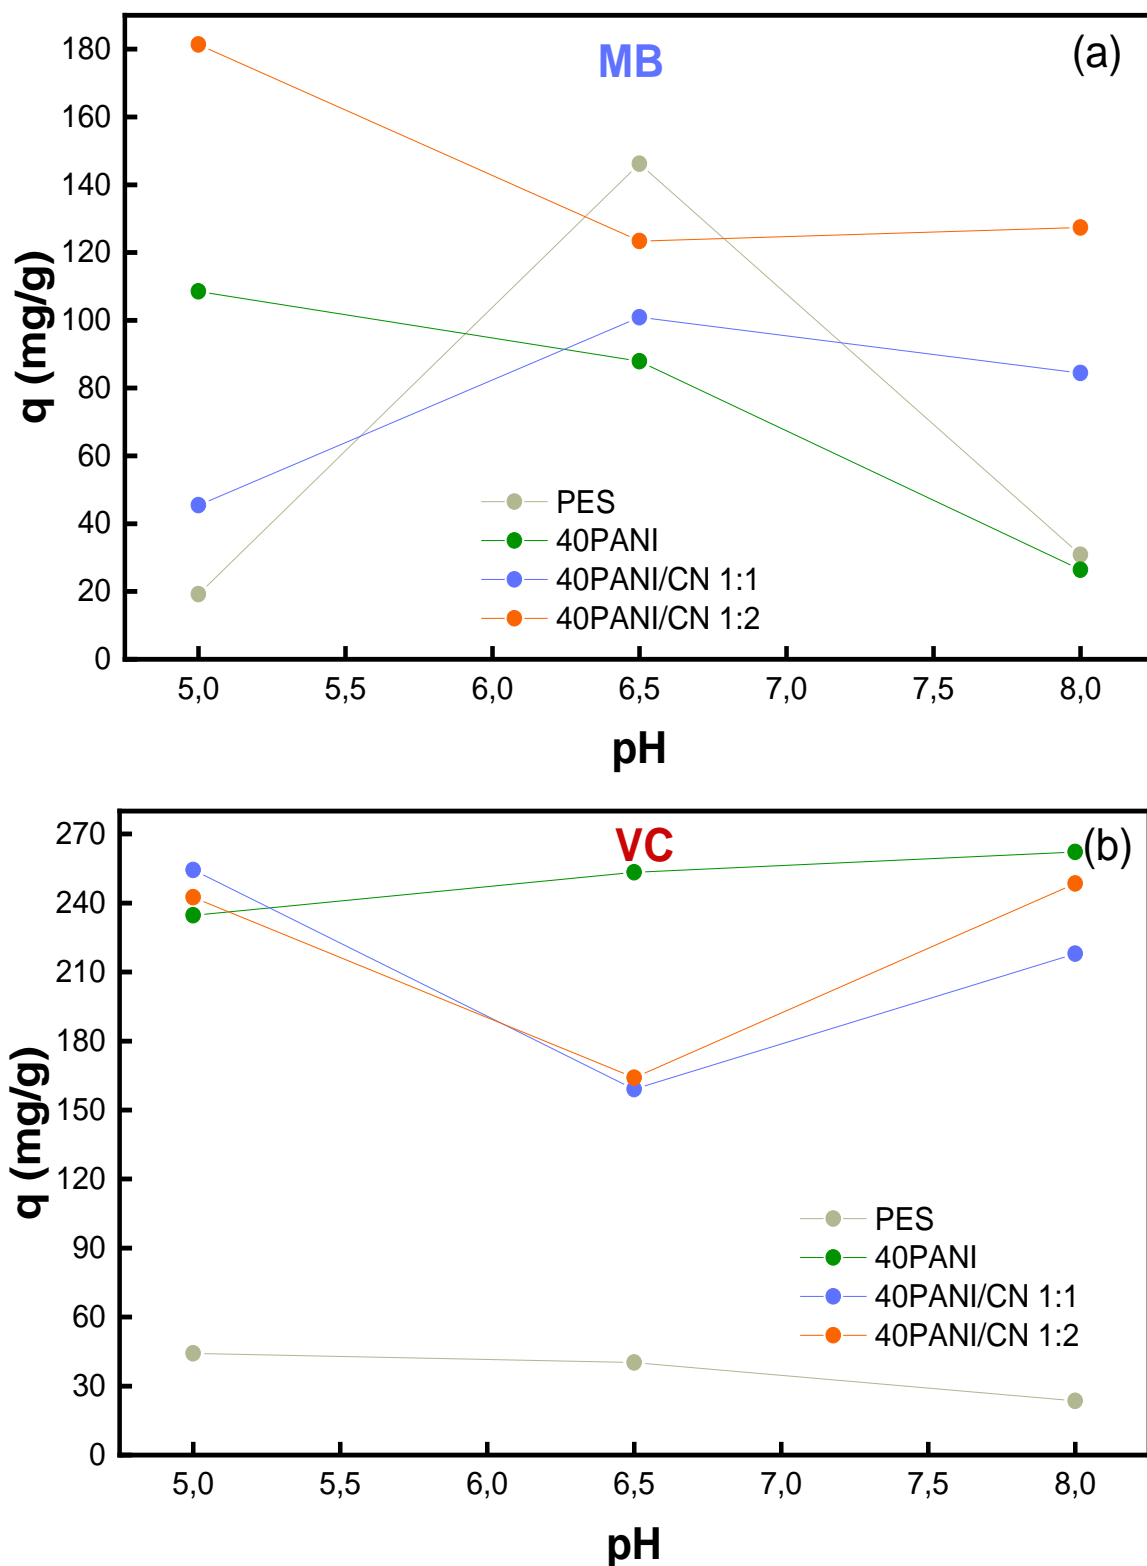 MB
(a)
180
160
140
120
100
80
60
40
20
0
q (mg/g)
PES
40PANI
40PANI/CN 1:1
40PANI/CN 1:2
5,0 5,5 6,0 6,5 7,0 7,5 8,0
pH
VC
(b)
270
240
210
180
150
120
90
60
30
0
q (mg/g)
PES
40PANI
40PANI/CN 1:1
40PANI/CN 1:2
5,0 5,5 6,0 6,5 7,0 7,5 8,0
pH